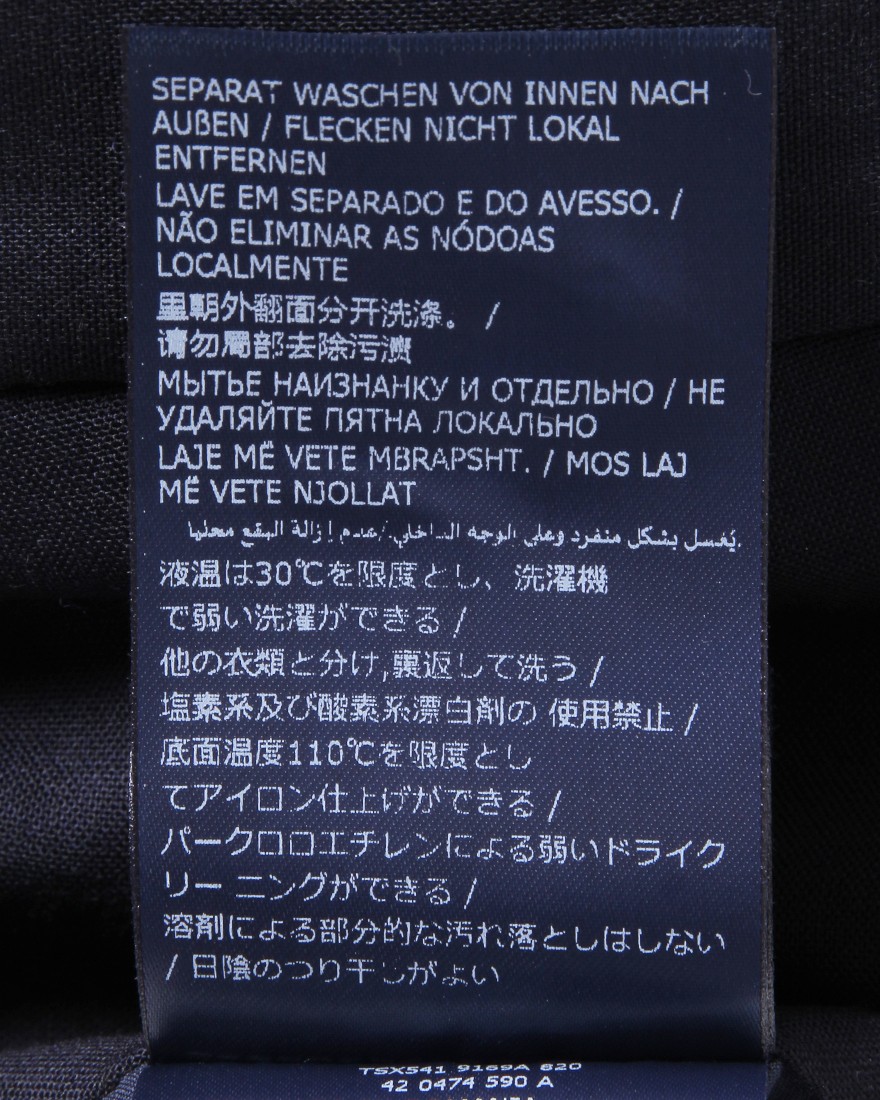 SEPARAT WASCHEN VON INNEN NACH
AUßEN / FLECKEN NICHT LOKAL
ENTFERNEN
LAVE EM SEPARADO E DO AVESSO. /
NÃO ELIMINAR AS NÓDOAS
LOCALMENTE
里朝外翻面分开洗涤。 /
请勿局部去除污渍
МЫТЬЕ НАИЗНАНКУ И ОТДЕЛЬНО / НЕ
УДАЛЯЙТЕ ПЯТНА ЛОКАЛЬНО
LAJE MË VETE MBRAPSHT. / MOS LAJ
MË VETE NJOLLAT
يُغسل بشكل منفرد وعلى الوجه الداخلي./عدم إزالة البقع محليا.
液温は30℃を限度とし、洗濯機
で弱い洗濯ができる /
他の衣類と分け,裏返して洗う /
塩素系及び酸素系漂白剤の 使用禁止 /
底面温度110℃を限度とし
てアイロン仕上げができる /
パークロロエチレンによる弱いドライク
リー ニングができる /
溶剤による部分的な汚れ落としはしない
/ 日陰のつり干しがよい
TSX541 9169A 820
42 0474 590 A